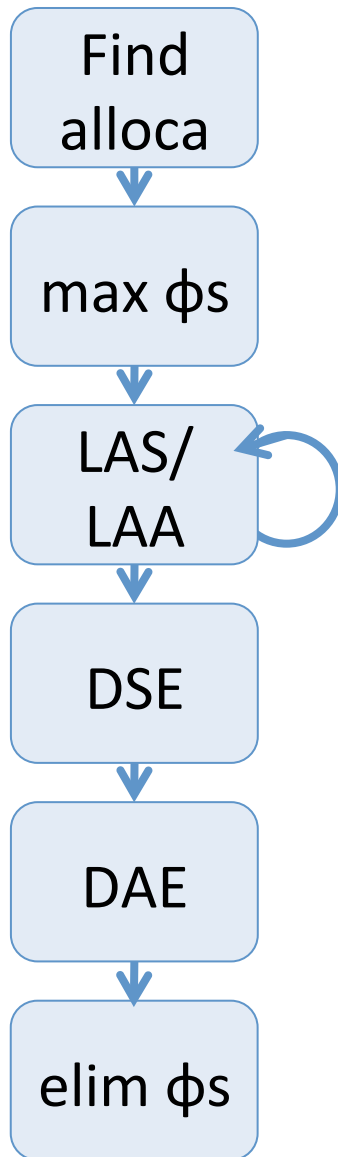 Find
alloca
max ϕs
LAS/
LAA
DSE
DAE
elim ϕs